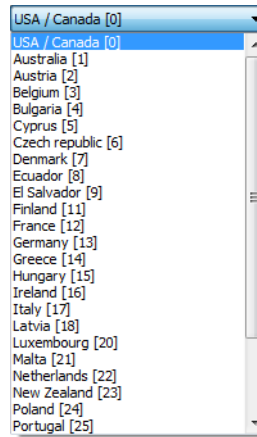 USA / Canada [0]
USA / Canada [0]
Australia [1]
Austria [2]
Belgium [3]
Bulgaria [4]
Cyprus [5]
Czech republic [6]
Denmark [7]
Ecuador [8]
El Salvador [9]
Finland [11]
France [12]
Germany [13]
Greece [14]
Hungary [15]
Ireland [16]
Italy [17]
Latvia [18]
Luxembourg [20]
Malta [21]
Netherlands [22]
New Zealand [23]
Poland [24]
Portugal [25]